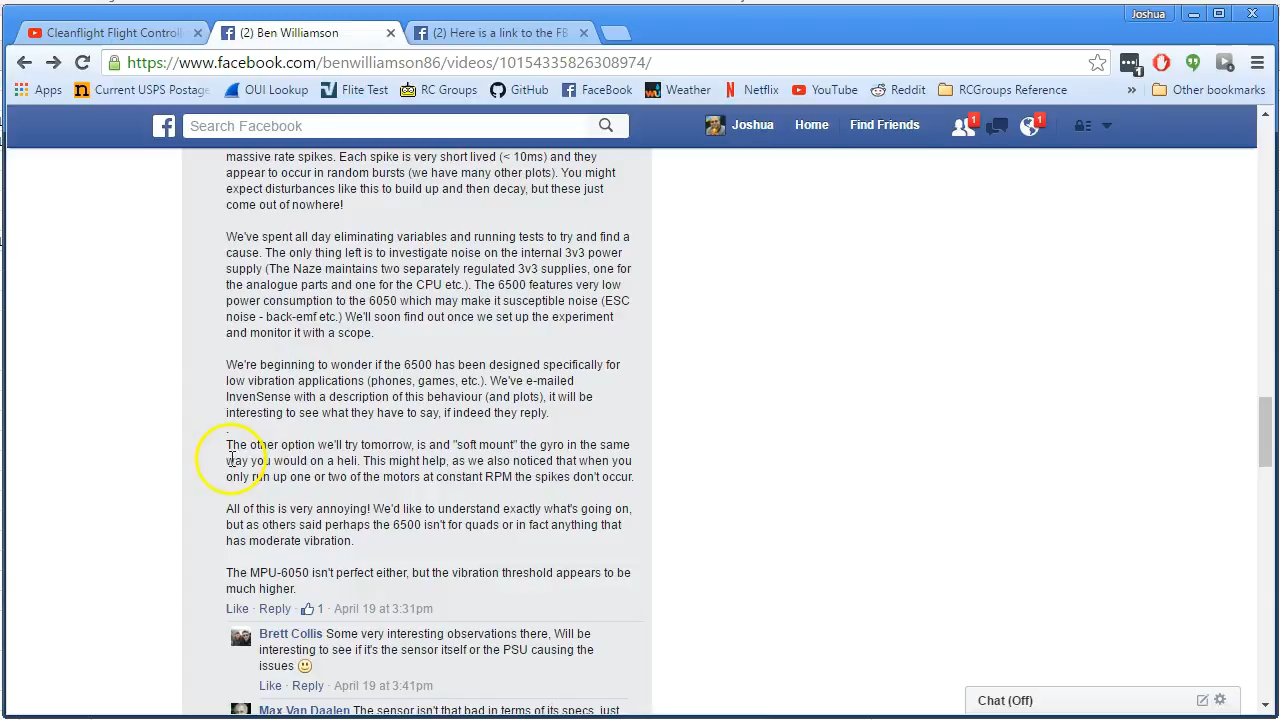 Joshua
Cleanflight Flight Controll
(2) Ben Williamson
(2) Here is a link to the FB
https://www.facebook.com/benwilliamson86/videos/10154335826308974/
1
Apps
Current USPS Postage
OUI Lookup
Flite Test
RC Groups
GitHub
FaceBook
Weather
Netflix
YouTube
Reddit
RCGroups Reference
»
Other bookmarks
Search Facebook
Joshua
Home
Find Friends
1
1
massive rate spikes. Each spike is very short lived (< 10ms) and they
appear to occur in random bursts (we have many other plots). You might
expect disturbances like this to build up and then decay, but these just
come out of nowhere!
We've spent all day eliminating variables and running tests to try and find a
cause. The only thing left is to investigate noise on the internal 3v3 power
supply (The Naze maintains two separately regulated 3v3 supplies, one for
the analogue parts and one for the CPU etc.). The 6500 features very low
power consumption to the 6050 which may make it susceptible noise (ESC
noise - back-emf etc.) We'll soon find out once we set up the experiment
and monitor it with a scope.
We're beginning to wonder if the 6500 has been designed specifically for
low vibration applications (phones, games, etc.). We've e-mailed
InvenSense with a description of this behaviour (and plots), it will be
interesting to see what they have to say, if indeed they reply.
.
The other option we'll try tomorrow, is and "soft mount" the gyro in the same
way you would on a heli. This might help, as we also noticed that when you
only run up one or two of the motors at constant RPM the spikes don't occur.
All of this is very annoying! We'd like to understand exactly what's going on,
but as others said perhaps the 6500 isn't for quads or in fact anything that
has moderate vibration.
The MPU-6050 isn't perfect either, but the vibration threshold appears to be
much higher.
Like · Reply · 1 · April 19 at 3:31pm
Brett Collis Some very interesting observations there, Will be
interesting to see if it's the sensor itself or the PSU causing the
issues
Like · Reply · April 19 at 3:41pm
Max Van Daalen The sensor isn't that bad in terms of its specs, just
Chat (Off)